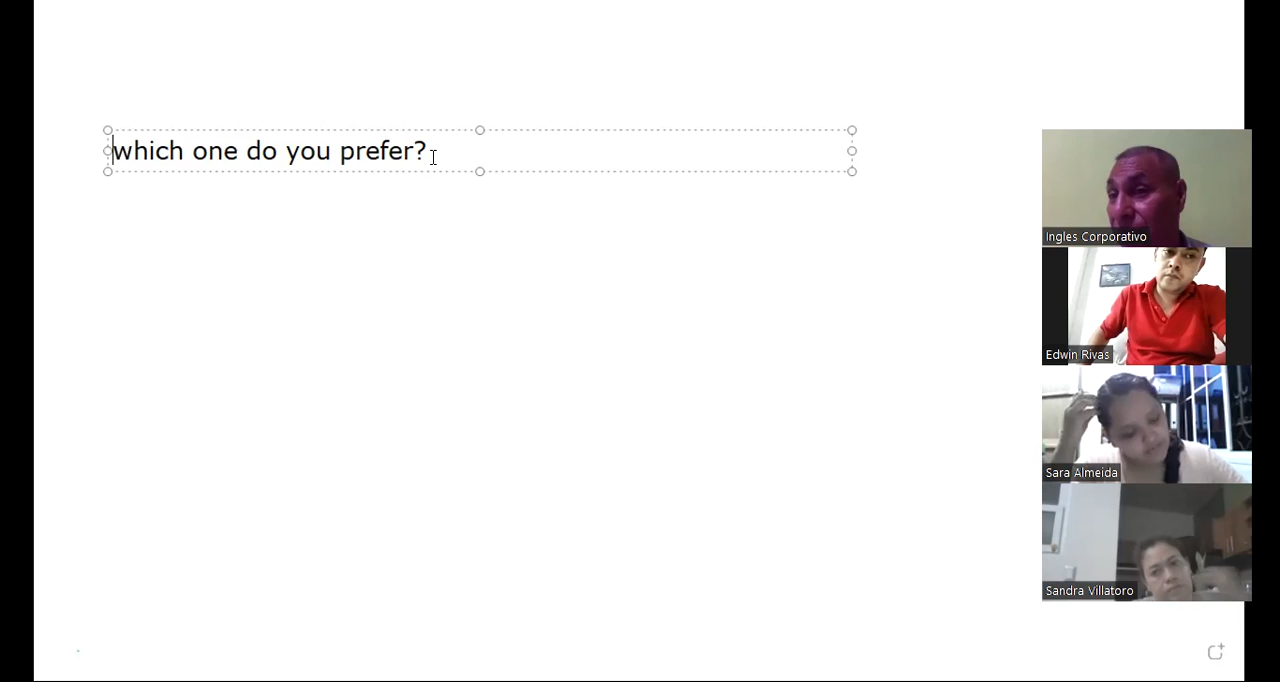 which one do you prefer?
Ingles Corporativo
Edwin Rivas
Sara Almeida
Sandra Villatoro